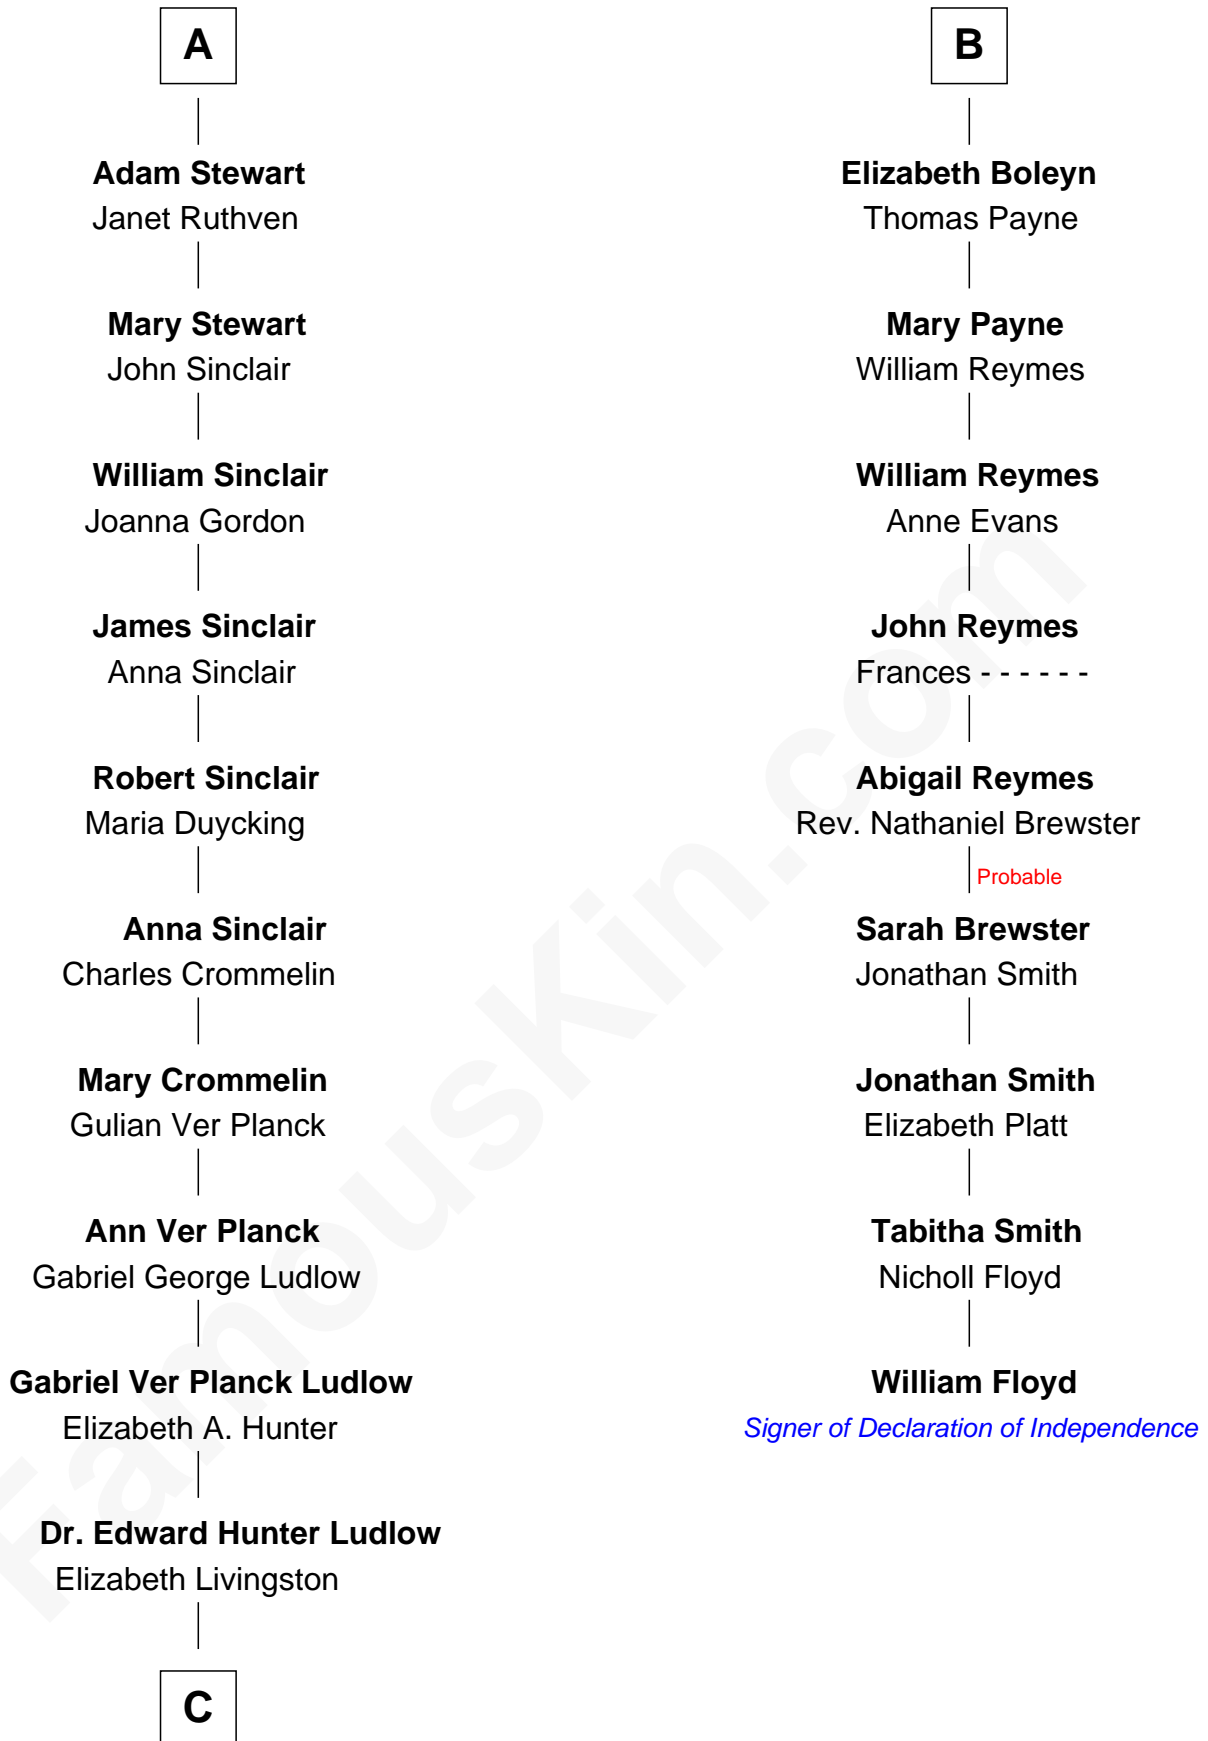 A
Adam Stewart
Janet Ruthven
Mary Stewart
John Sinclair
William Sinclair
Joanna Gordon
James Sinclair
Anna Sinclair
Robert Sinclair
Maria Duycking
Anna Sinclair
Charles Crommelin
Mary Crommelin
Gulian Ver Planck
Ann Ver Planck
Gabriel George Ludlow
Gabriel Ver Planck Ludlow
Elizabeth A. Hunter
Dr. Edward Hunter Ludlow
Elizabeth Livingston
C
B
Elizabeth Boleyn
Thomas Payne
Mary Payne
William Reymes
William Reymes
Anne Evans
John Reymes
Frances - - - - - -
Abigail Reymes
Rev. Nathaniel Brewster
Probable
Sarah Brewster
Jonathan Smith
Jonathan Smith
Elizabeth Platt
Tabitha Smith
Nicholl Floyd
William Floyd
Signer of Declaration of Independence
FamousKin.com